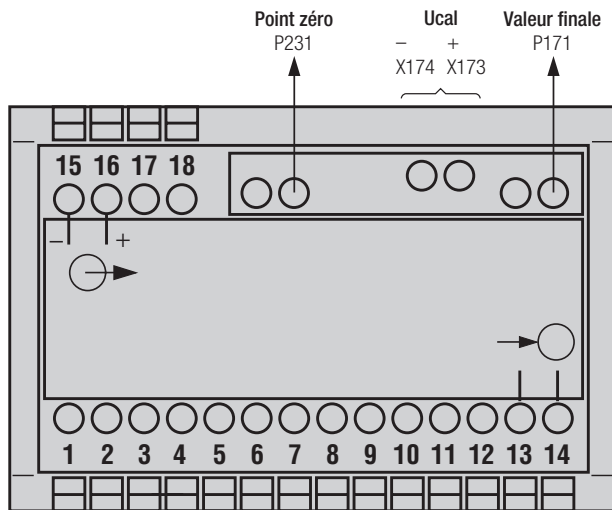 Point zéro Ucal Valeur finale
P231 – + P171
X174 X173
15 16 17 18
– +
1 2 3 4 5 6 7 8 9 10 11 12 13 14